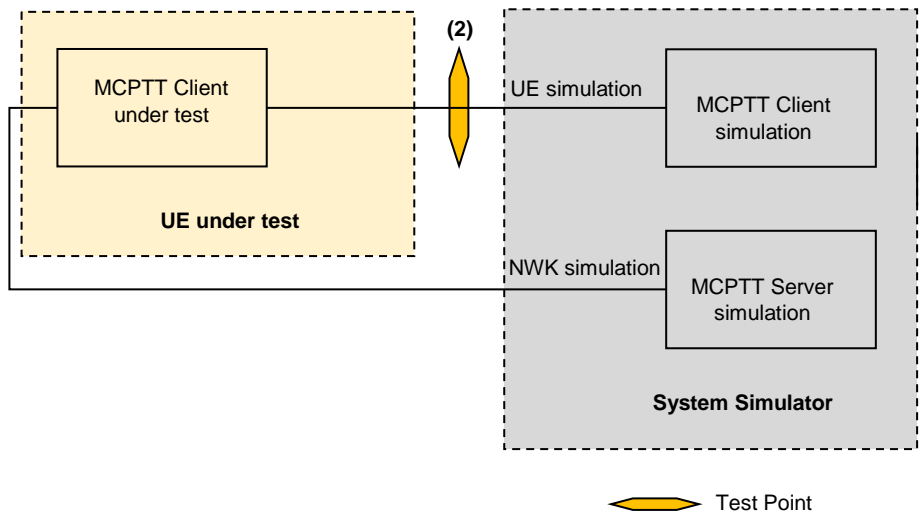 (2)
MCPTT Client
under test
UE simulation
MCPTT Client
simulation
UE under test
NWK simulation
MCPTT Server
simulation
System Simulator
Test Point